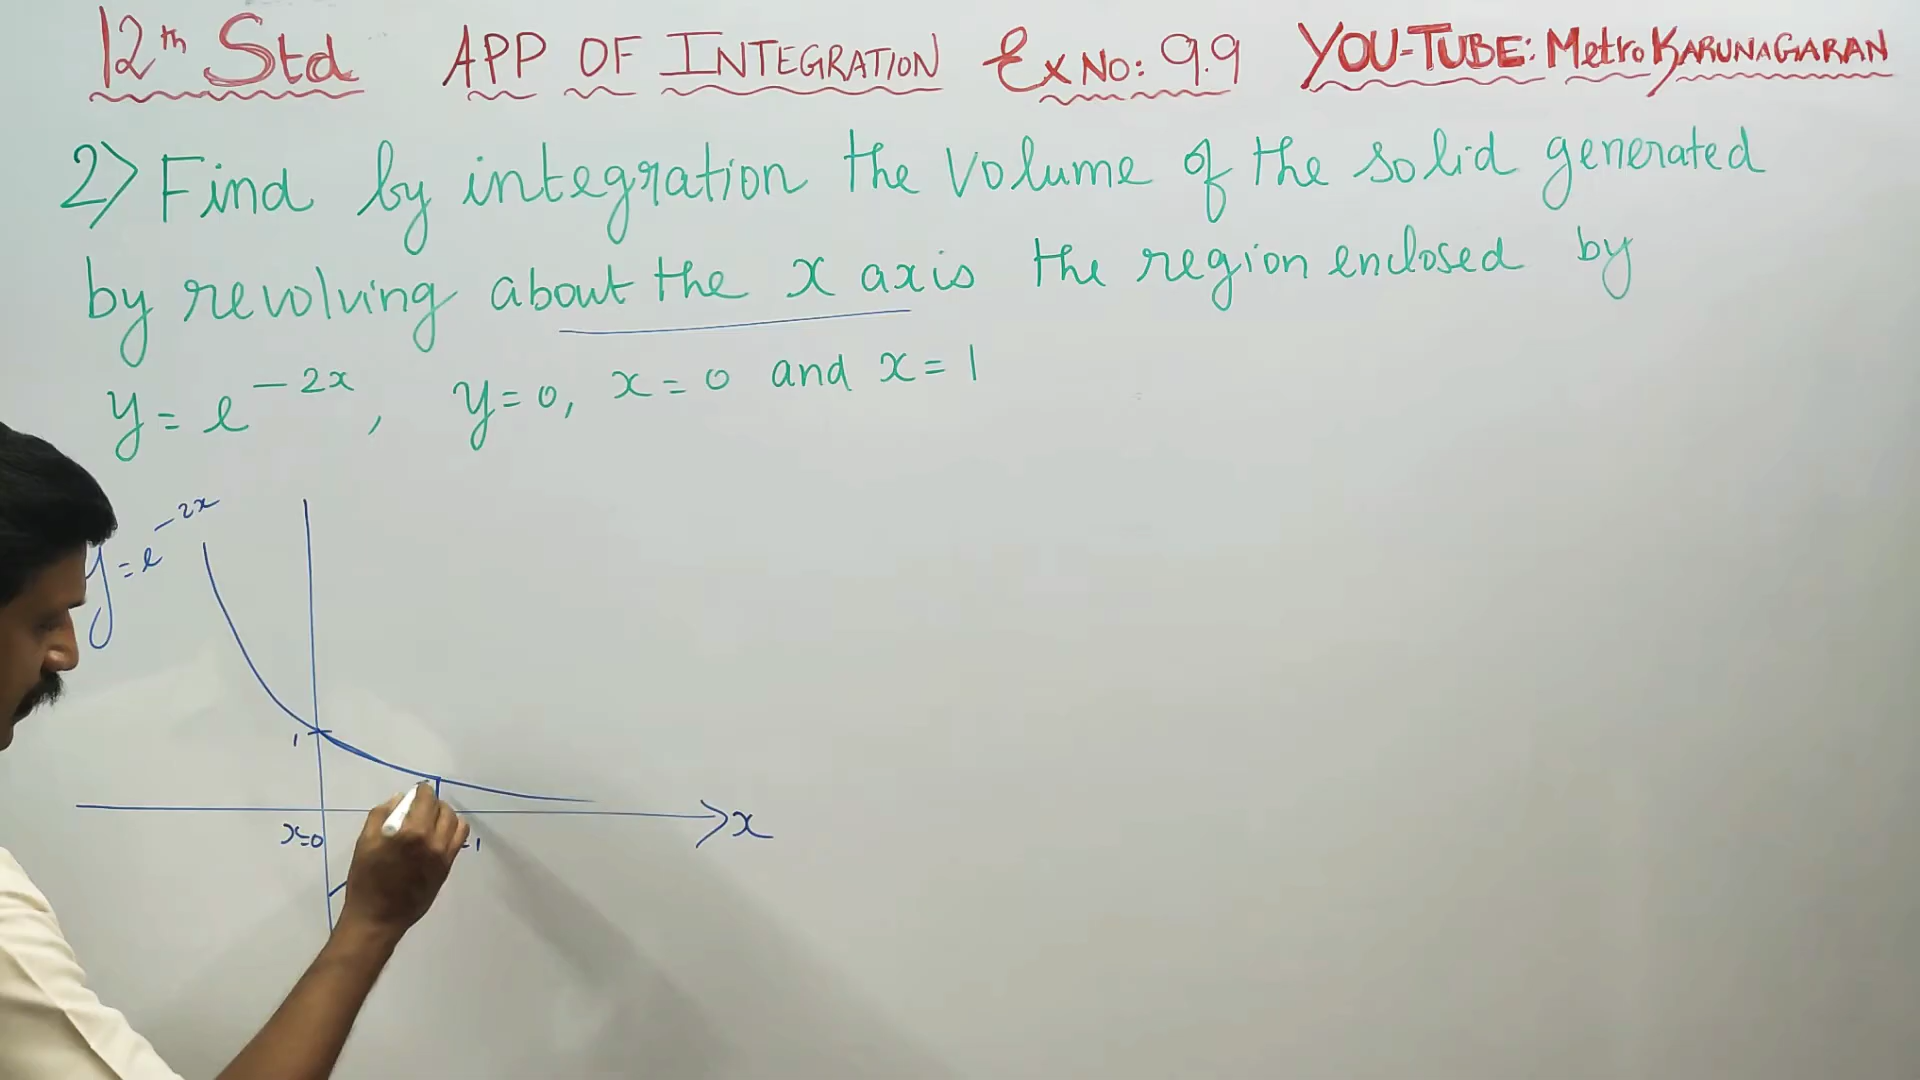 12th Std APP OF INTEGRATION Ex No: 9.9 YOU-TUBE: Metro KARUNAGARAN
2) Find by integration the volume of the solid generated
by revolving about the x axis the region enclosed by
y = e^{-2x}, y = 0, x = 0 and x = 1
y = e^{-2x}
1
x=0
=1
x